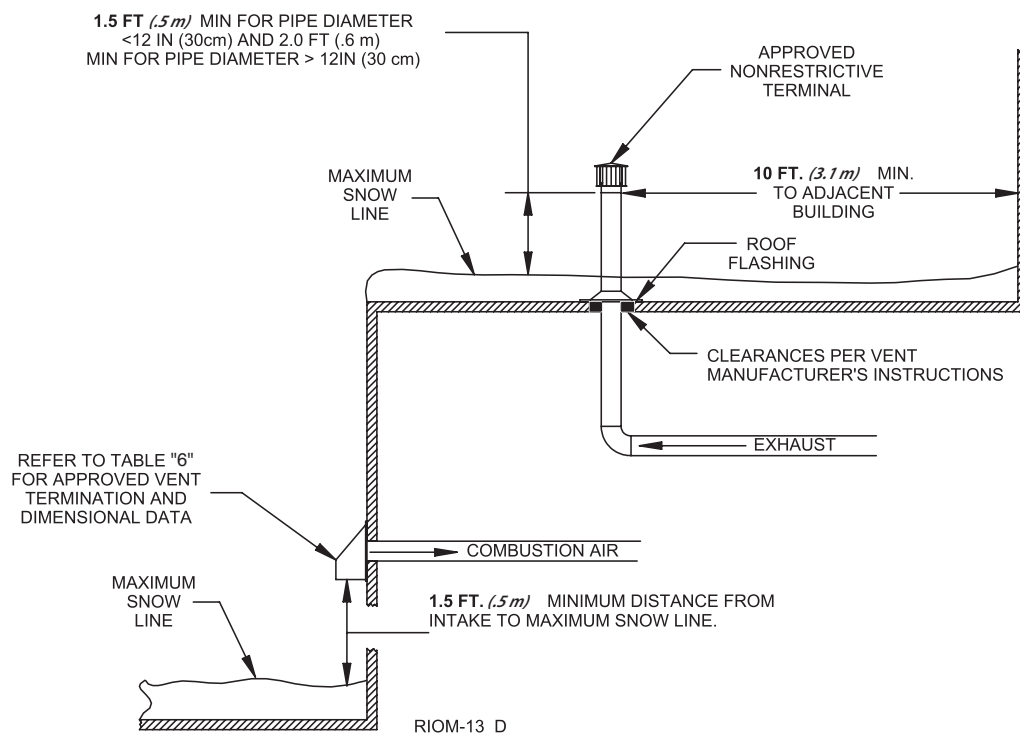 1.5 FT (.5 m) MIN FOR PIPE DIAMETER
<12 IN (30cm) AND 2.0 FT (.6 m)
MIN FOR PIPE DIAMETER > 12IN (30 cm)
APPROVED
NONRESTRICTIVE
TERMINAL
MAXIMUM
SNOW
LINE
10 FT. (3.1 m) MIN.
TO ADJACENT
BUILDING
ROOF
FLASHING
CLEARANCES PER VENT
MANUFACTURER'S INSTRUCTIONS
EXHAUST
REFER TO TABLE "6"
FOR APPROVED VENT
TERMINATION AND
DIMENSIONAL DATA
COMBUSTION AIR
MAXIMUM
SNOW
LINE
1.5 FT. (.5 m) MINIMUM DISTANCE FROM
INTAKE TO MAXIMUM SNOW LINE.
RIOM-13 D